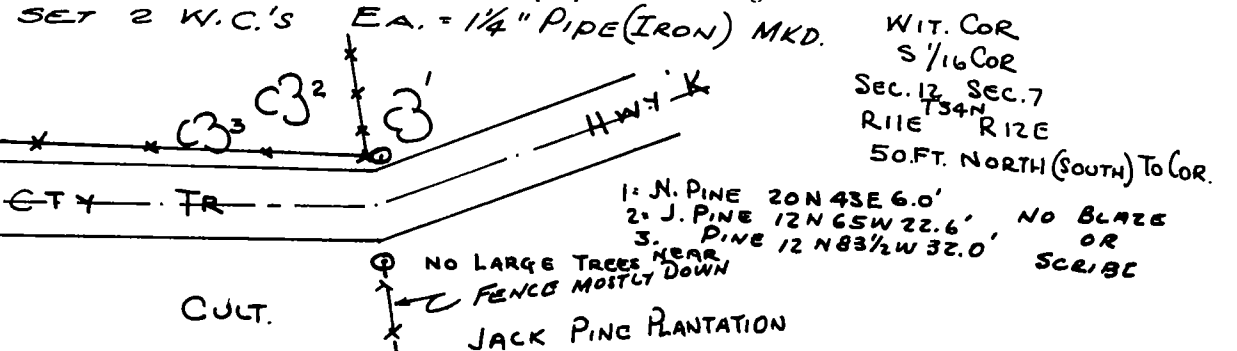 SET 2 W.C.'S EA. = 1¼" PIPE (IRON) MKD.
WIT. COR
S 1/16 COR
SEC. 12 SEC. 7
T34N
R11E R12E
50 FT. NORTH (SOUTH) TO COR.
3
2
1
HWY K
CTY TR
1: N. PINE 20 N 43E 6.0'
2: J. PINE 12 N 65W 22.6'
3. PINE 12 N 83½W 32.0'
NO BLAZE
OR
SCRIBE
NO LARGE TREES NEAR
FENCE MOSTLY DOWN
CULT.
JACK PINE PLANTATION